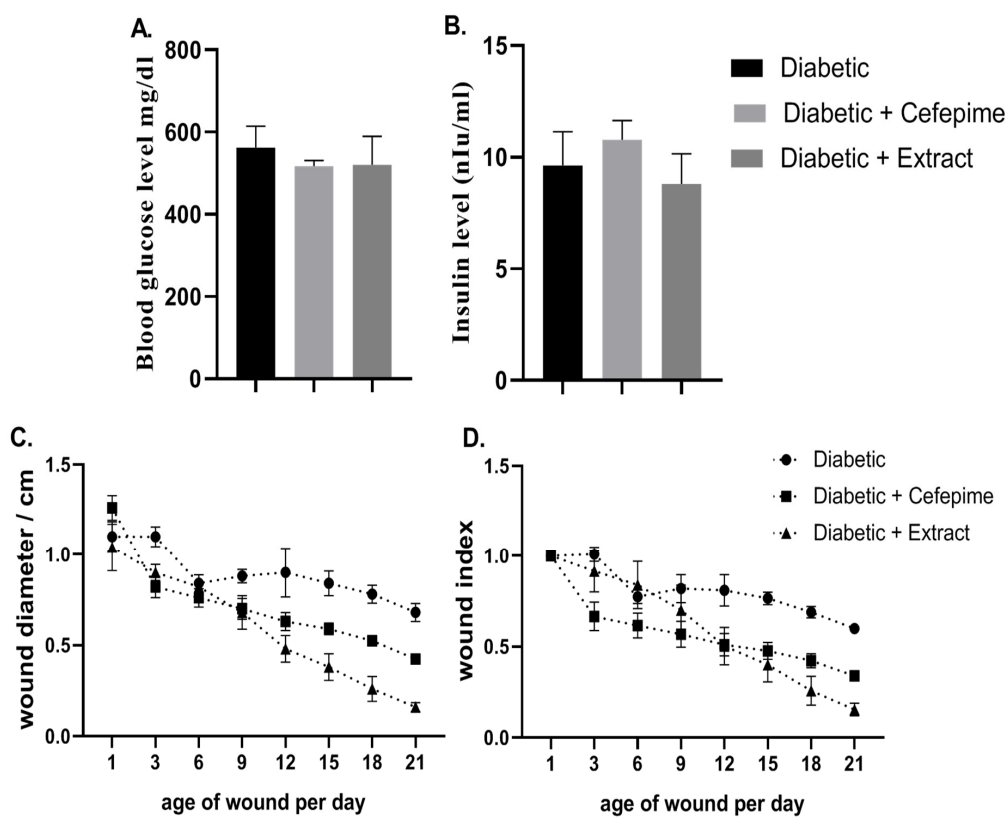 A.
Blood glucose level mg/dl
800
600
400
200
0
B.
Insulin level (nIu/ml)
15
10
5
0
Diabetic
Diabetic + Cefepime
Diabetic + Extract
C.
wound diameter / cm
1.5
1.0
0.5
0.0
1 3 6 9 12 15 18 21
age of wound per day
D.
wound index
1.5
1.0
0.5
0.0
1 3 6 9 12 15 18 21
age of wound per day
Diabetic
Diabetic + Cefepime
Diabetic + Extract